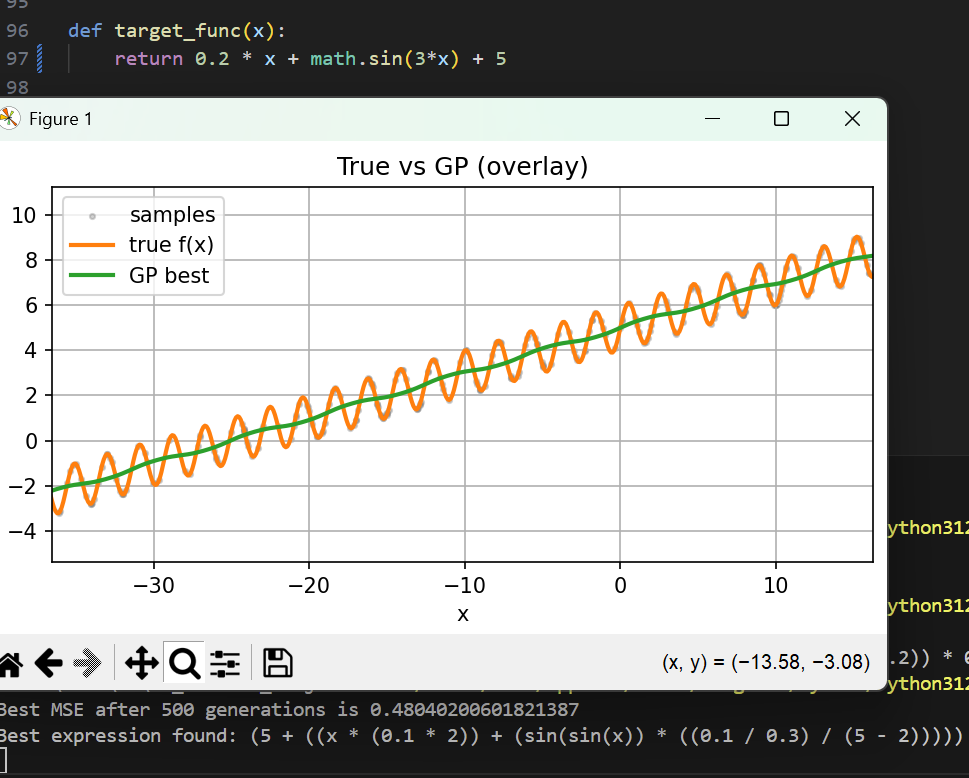 95
96 def target_func(x):
97 return 0.2 * x + math.sin(3*x) + 5
98
Figure 1
True vs GP (overlay)
samples
true f(x)
GP best
10
8
6
4
2
0
−2
−4
−30 −20 −10 0 10
x
(x, y) = (−13.58, −3.08)
ython312
ython312
.2)) *
ython312
Best MSE after 500 generations is 0.48040200601821387
Best expression found: (5 + ((x * (0.1 * 2)) + (sin(sin(x)) * ((0.1 / 0.3) / (5 - 2)))))